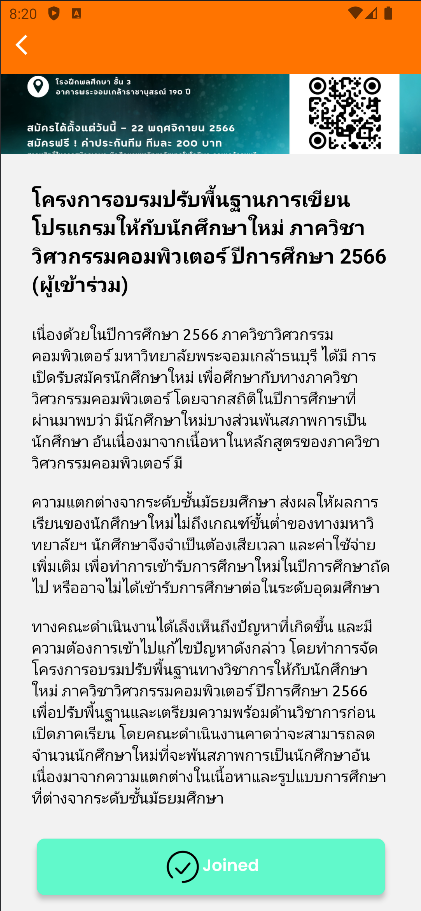 8:20
โรงฝึกพลศึกษา ชั้น 3
อาคารพระจอมเกล้าราชานุสรณ์ 190 ปี
สมัครได้ตั้งแต่วันนี้ - 22 พฤศจิกายน 2566
สมัครฟรี ! ค่าประกันทีม ทีมละ 200 บาท
โครงการอบรมปรับพื้นฐานการเขียน
โปรแกรมให้กับนักศึกษาใหม่ ภาควิชา
วิศวกรรมคอมพิวเตอร์ ปีการศึกษา 2566
(ผู้เข้าร่วม)
เนื่องด้วยในปีการศึกษา 2566 ภาควิชาวิศวกรรม
คอมพิวเตอร์ มหาวิทยาลัยพระจอมเกล้าธนบุรี ได้มี การ
เปิดรับสมัครนักศึกษาใหม่ เพื่อศึกษากับทางภาควิชา
วิศวกรรมคอมพิวเตอร์ โดยจากสถิติในปีการศึกษาที่
ผ่านมาพบว่า มีนักศึกษาใหม่บางส่วนพ้นสภาพการเป็น
นักศึกษา อันเนื่องมาจากเนื้อหาในหลักสูตรของภาควิชา
วิศวกรรมคอมพิวเตอร์ มี
ความแตกต่างจากระดับชั้นมัธยมศึกษา ส่งผลให้ผลการ
เรียนของนักศึกษาใหม่ไม่ถึงเกณฑ์ขั้นต่ำของทางมหาวิ
ทยาลัยฯ นักศึกษาจึงจำเป็นต้องเสียเวลา และค่าใช้จ่าย
เพิ่มเติม เพื่อทำการเข้ารับการศึกษาใหม่ในปีการศึกษาถัด
ไป หรืออาจไม่ได้เข้ารับการศึกษาต่อในระดับอุดมศึกษา
ทางคณะดำเนินงานได้เล็งเห็นถึงปัญหาที่เกิดขึ้น และมี
ความต้องการเข้าไปแก้ไขปัญหาดังกล่าว โดยทำการจัด
โครงการอบรมปรับพื้นฐานทางวิชาการให้กับนักศึกษา
ใหม่ ภาควิชาวิศวกรรมคอมพิวเตอร์ ปีการศึกษา 2566
เพื่อปรับพื้นฐานและเตรียมความพร้อมด้านวิชาการก่อน
เปิดภาคเรียน โดยคณะดำเนินงานคาดว่าจะสามารถลด
จำนวนนักศึกษาใหม่ที่จะพ้นสภาพการเป็นนักศึกษาอัน
เนื่องมาจากความแตกต่างในเนื้อหาและรูปแบบการศึกษา
ที่ต่างจากระดับชั้นมัธยมศึกษา
Joined